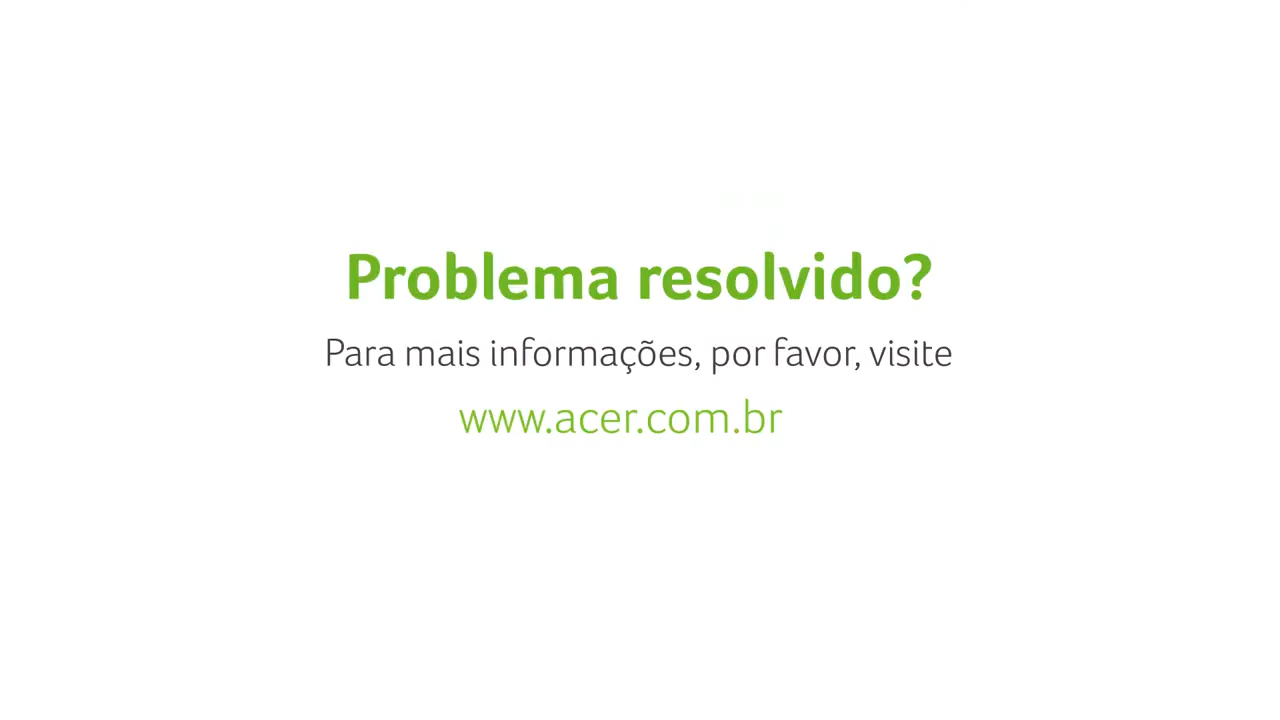 Problema resolvido?
Para mais informações, por favor, visite
www.acer.com.br